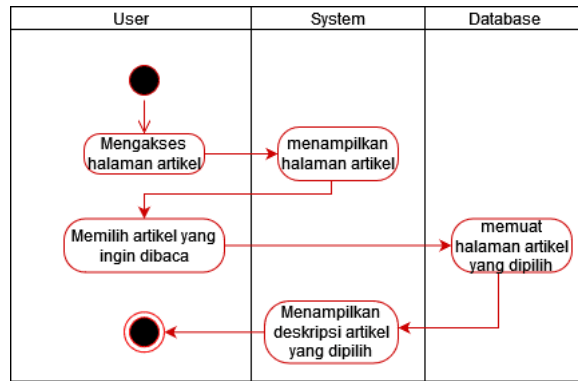 User
System
Database
Mengakses
halaman artikel
menampilkan
halaman artikel
Memilih artikel yang
ingin dibaca
memuat
halaman artikel
yang dipilih
Menampilkan
deskripsi artikel
yang dipilih